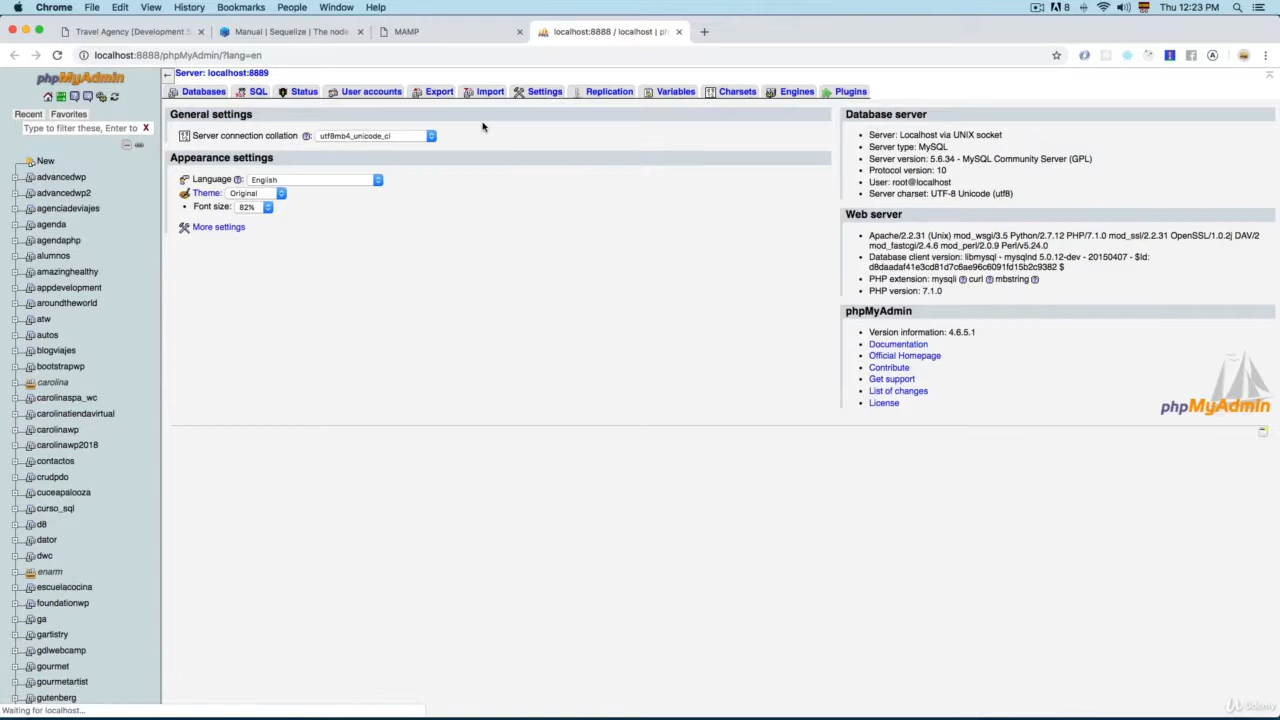 Chrome File Edit View History Bookmarks People Window Help
8 Thu 12:23 PM
Travel Agency [Development S
Manual | Sequelize | The node.
MAMP
localhost:8888 / localhost | ph
localhost:8888/phpMyAdmin/?lang=en
phpMyAdmin
Server: localhost:8889
Databases SQL Status User accounts Export Import Settings Replication Variables Charsets Engines Plugins
Recent Favorites
Type to filter these, Enter to X
New
advancedwp
advancedwp2
agenciadeviajes
agenda
agendaphp
alumnos
amazinghealthy
appdevelopment
aroundtheworld
atw
autos
blogviajes
bootstrapwp
carolina
carolinaspa_wc
carolinatiendavirtual
carolinawp
carolinawp2018
contactos
crudpdo
cuceapalooza
curso_sql
d8
dator
dwc
enarm
escuelacocina
foundationwp
ga
gartistry
gdlwebcamp
gourmet
gourmetartist
gutenberg
Waiting for localhost...
General settings
Server connection collation : utf8mb4_unicode_ci
Appearance settings
Language : English
Theme: Original
• Font size: 82%
More settings
Database server
• Server: Localhost via UNIX socket
• Server type: MySQL
• Server version: 5.6.34 - MySQL Community Server (GPL)
• Protocol version: 10
• User: root@localhost
• Server charset: UTF-8 Unicode (utf8)
Web server
• Apache/2.2.31 (Unix) mod_wsgi/3.5 Python/2.7.12 PHP/7.1.0 mod_ssl/2.2.31 OpenSSL/1.0.2j DAV/2
mod_fastcgi/2.4.6 mod_perl/2.0.9 Perl/v5.24.0
• Database client version: libmysql - mysqlnd 5.0.12-dev - 20150407 - $Id:
d8daadaf41e3cd81d7c6ae96c6091fd15b2c9382 $
• PHP extension: mysqli curl mbstring
• PHP version: 7.1.0
phpMyAdmin
• Version information: 4.6.5.1
• Documentation
• Official Homepage
• Contribute
• Get support
• List of changes
• License
phpMyAdmin
Udemy